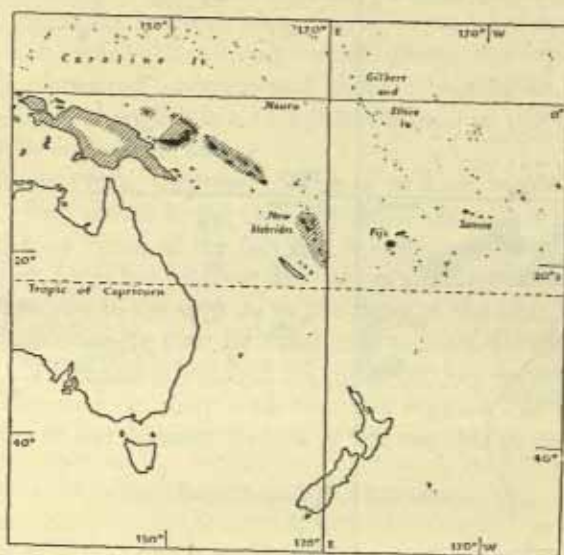 150°
170° E
170° W
Caroline Is
Gilbert
and
Ellice
Is
Nauru
0°
New
Hebrides
Fiji
Samoa
20°
20°S
Tropic of Capricorn
40°
40°
150°
170° E
170° W